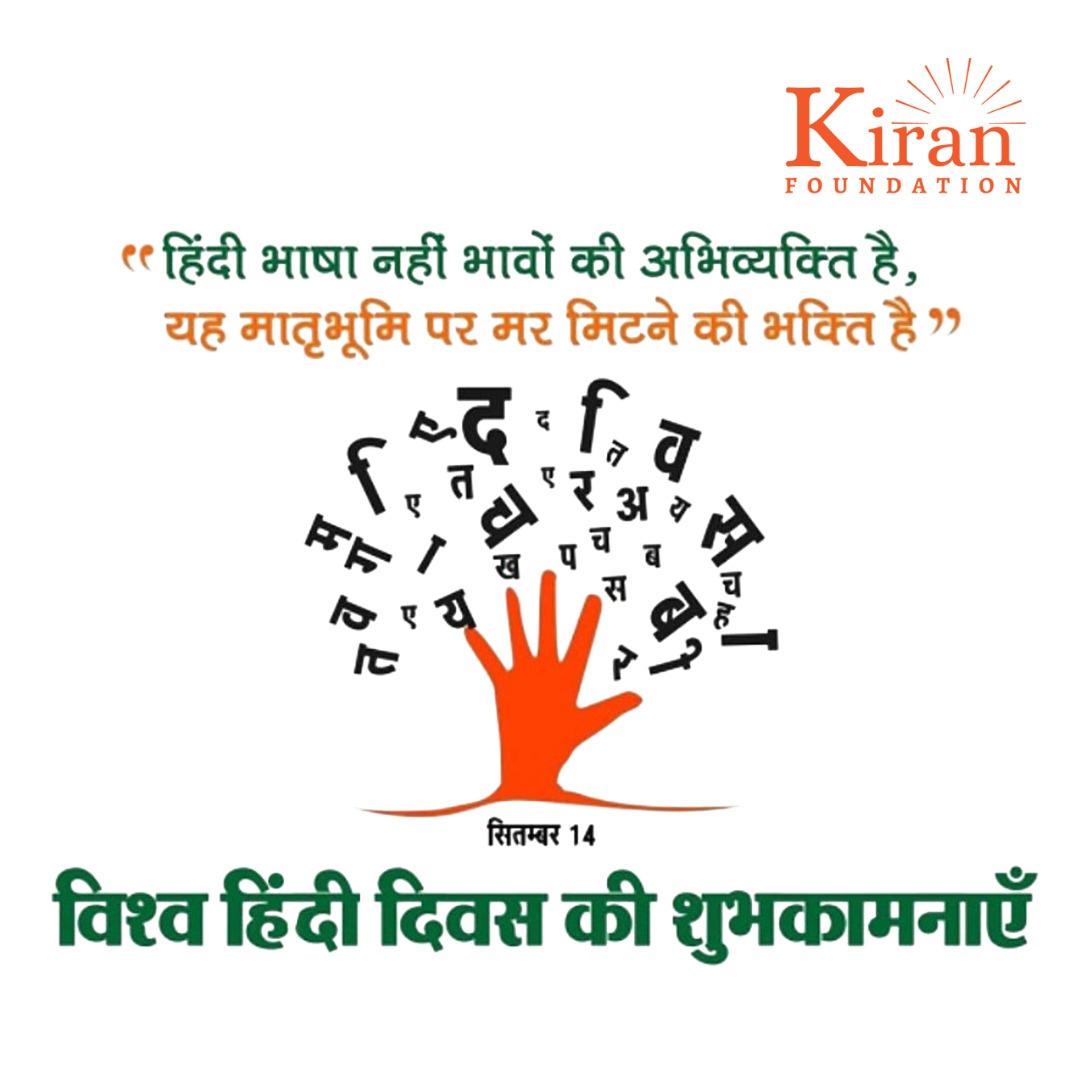 Kiran
FOUNDATION
“हिंदी भाषा नहीं भावों की अभिव्यक्ति है,
यह मातृभूमि पर मर मिटने की भक्ति है”
ए द द ि त व
ि ए त ध ए र अ य स
म ग ा ख प च ब च
व ए य स ब ह ा
त र ी
सितम्बर 14
विश्व हिंदी दिवस की शुभकामनाएँ